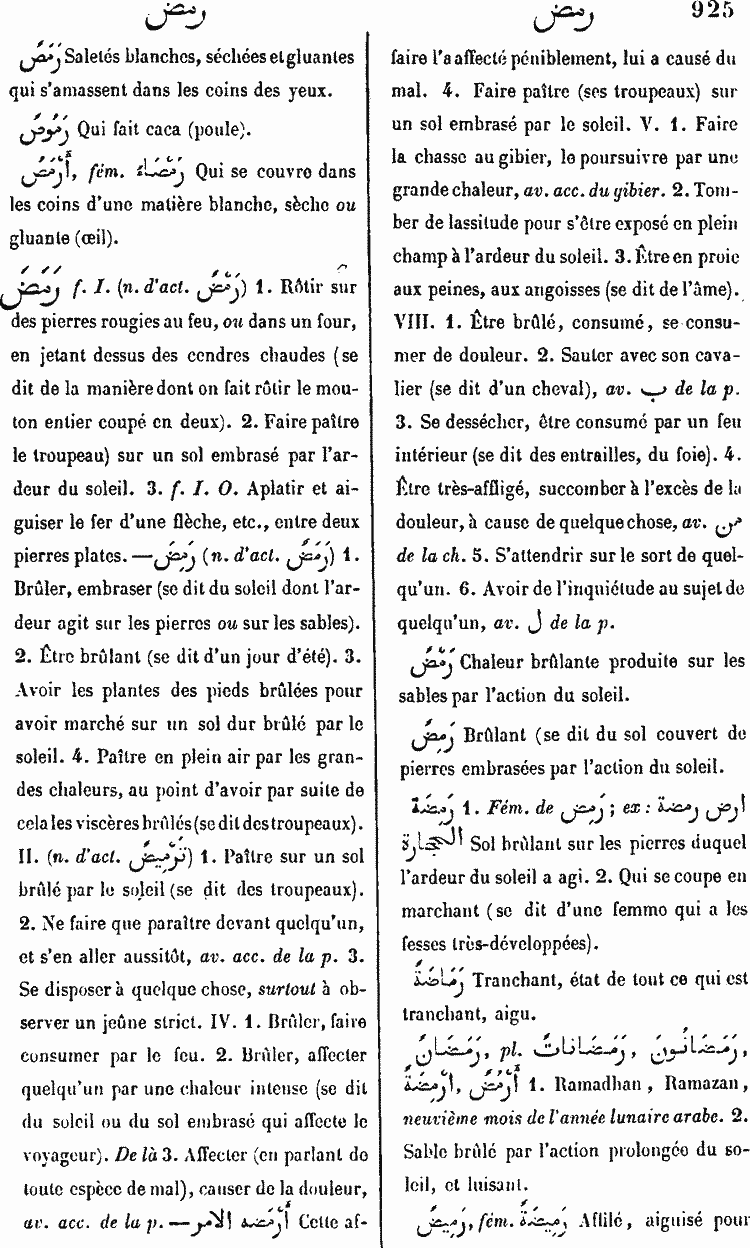 رمض
رمض
925
رَمَصٌ Saletés blanches, séchées et gluantes
qui s'amassent dans les coins des yeux.
رَمُوصٌ Qui fait caca (poule).
أَرْمَصُ, fém. رَمْصَاءُ Qui se couvre dans
les coins d'une matière blanche, sèche ou
gluante (œil).
رَمَضَ f. I. (n. d'act. رَمْضٌ) 1. Rôtir sur
des pierres rougies au feu, ou dans un four,
en jetant dessus des cendres chaudes (se
dit de la manière dont on fait rôtir le mou-
ton entier coupé en deux). 2. Faire paître
le troupeau) sur un sol embrasé par l'ar-
deur du soleil. 3. f. I. O. Aplatir et ai-
guiser le fer d'une flèche, etc., entre deux
pierres plates. — رَمِضَ (n. d'act. رَمَضٌ) 1.
Brûler, embraser (se dit du soleil dont l'ar-
deur agit sur les pierres ou sur les sables).
2. Être brûlant (se dit d'un jour d'été). 3.
Avoir les plantes des pieds brûlées pour
avoir marché sur un sol dur brûlé par le
soleil. 4. Paître en plein air par les gran-
des chaleurs, au point d'avoir par suite de
cela les viscères brûlés (se dit des troupeaux).
II. (n. d'act. تَرْمِيضٌ) 1. Paître sur un sol
brûlé par le soleil (se dit des troupeaux).
2. Ne faire que paraître devant quelqu'un,
et s'en aller aussitôt, av. acc. de la p. 3.
Se disposer à quelque chose, surtout à ob-
server un jeûne strict. IV. 1. Brûler, faire
consumer par le feu. 2. Brûler, affecter
quelqu'un par une chaleur intense (se dit
du soleil ou du sol embrasé qui affecte le
voyageur). De là 3. Affecter (en parlant de
toute espèce de mal), causer de la douleur,
av. acc. de la p. — أَرْمَضَه الامر Cette af-
faire l'a affecté péniblement, lui a causé du
mal. 4. Faire paître (ses troupeaux) sur
un sol embrasé par le soleil. V. 1. Faire
la chasse au gibier, le poursuivre par une
grande chaleur, av. acc. du gibier. 2. Tom-
ber de lassitude pour s'être exposé en plein
champ à l'ardeur du soleil. 3. Être en proie
aux peines, aux angoisses (se dit de l'âme).
VIII. 1. Être brûlé, consumé, se consu-
mer de douleur. 2. Sauter avec son cava-
lier (se dit d'un cheval), av. ب de la p.
3. Se dessécher, être consumé par un feu
intérieur (se dit des entrailles, du foie). 4.
Être très-affligé, succomber à l'excès de la
douleur, à cause de quelque chose, av. من
de la ch. 5. S'attendrir sur le sort de quel-
qu'un. 6. Avoir de l'inquiétude au sujet de
quelqu'un, av. ل de la p.
رَمَضٌ Chaleur brûlante produite sur les
sables par l'action du soleil.
رَمِضٌ Brûlant (se dit du sol couvert de
pierres embrasées par l'action du soleil.
رَمِضَةٌ 1. Fém. de رَمِضٌ; ex : ارض رمضة
الحجارة Sol brûlant sur les pierres duquel
l'ardeur du soleil a agi. 2. Qui se coupe en
marchant (se dit d'une femme qui a les
fesses très-développées).
رَمَاضَةٌ Tranchant, état de tout ce qui est
tranchant, aigu.
رَمَضَانٌ, pl. رَمَضَانَاتٌ, رَمَضَانُونَ,
أَرْمِضَةٌ, أَرْمُضٌ 1. Ramadhan, Ramazan,
neuvième mois de l'année lunaire arabe. 2.
Sable brûlé par l'action prolongée du so-
leil, et luisant.
رَمِيضٌ, fém. رَمِيضَةٌ Affilé, aiguisé pour